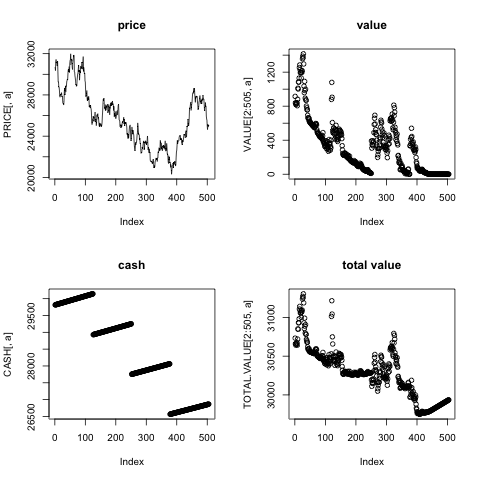 price
PRICE[, a]
20000 24000 28000 32000
0 100 200 300 400 500
Index
value
VALUE[2:505, a]
0 400 800 1200
0 100 200 300 400 500
Index
cash
CASH[, a]
26500 28000 29500
0 100 200 300 400 500
Index
total value
TOTAL.VALUE[2:505, a]
30000 30500 31000
0 100 200 300 400 500
Index